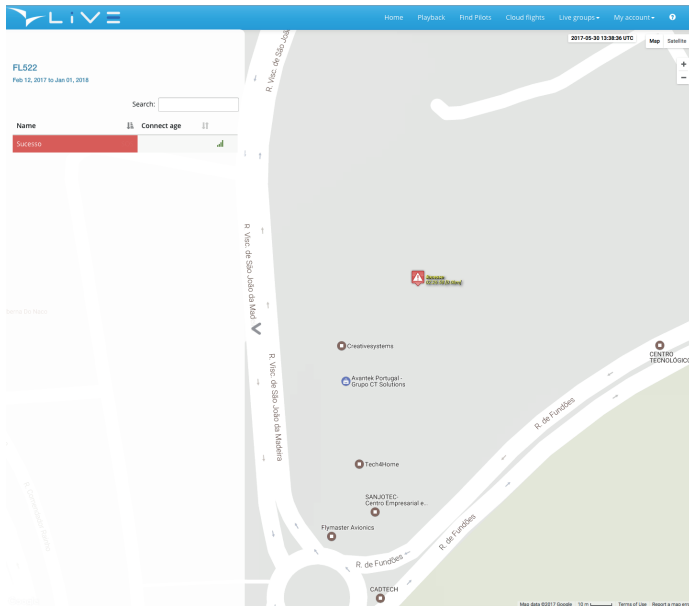 LiVE
Home Playback Find Pilots Cloud flights Live groups My account ?
2017-05-30 13:38:36 UTC
Map Satellite
+
-
FL522
Feb 12, 2017 to Jan 01, 2018
Search:
Name Connect age
Sucesso
R. Visc. de São João
R. Visc. de São João da Mad
R. Visc. de São João da Madeira
Sucesso
Creativesystems
Avantek Portugal -
Grupo CT Solutions
CENTRO
TECNOLÓGICO
R. de Fundões
Tech4Home
SANJOTEC-
Centro Empresarial e..
Flymaster Avionics
R. de Fundões
R. de Fundões
CADTECH
Map data ©2017 Google 10 m Terms of Use Report a map err